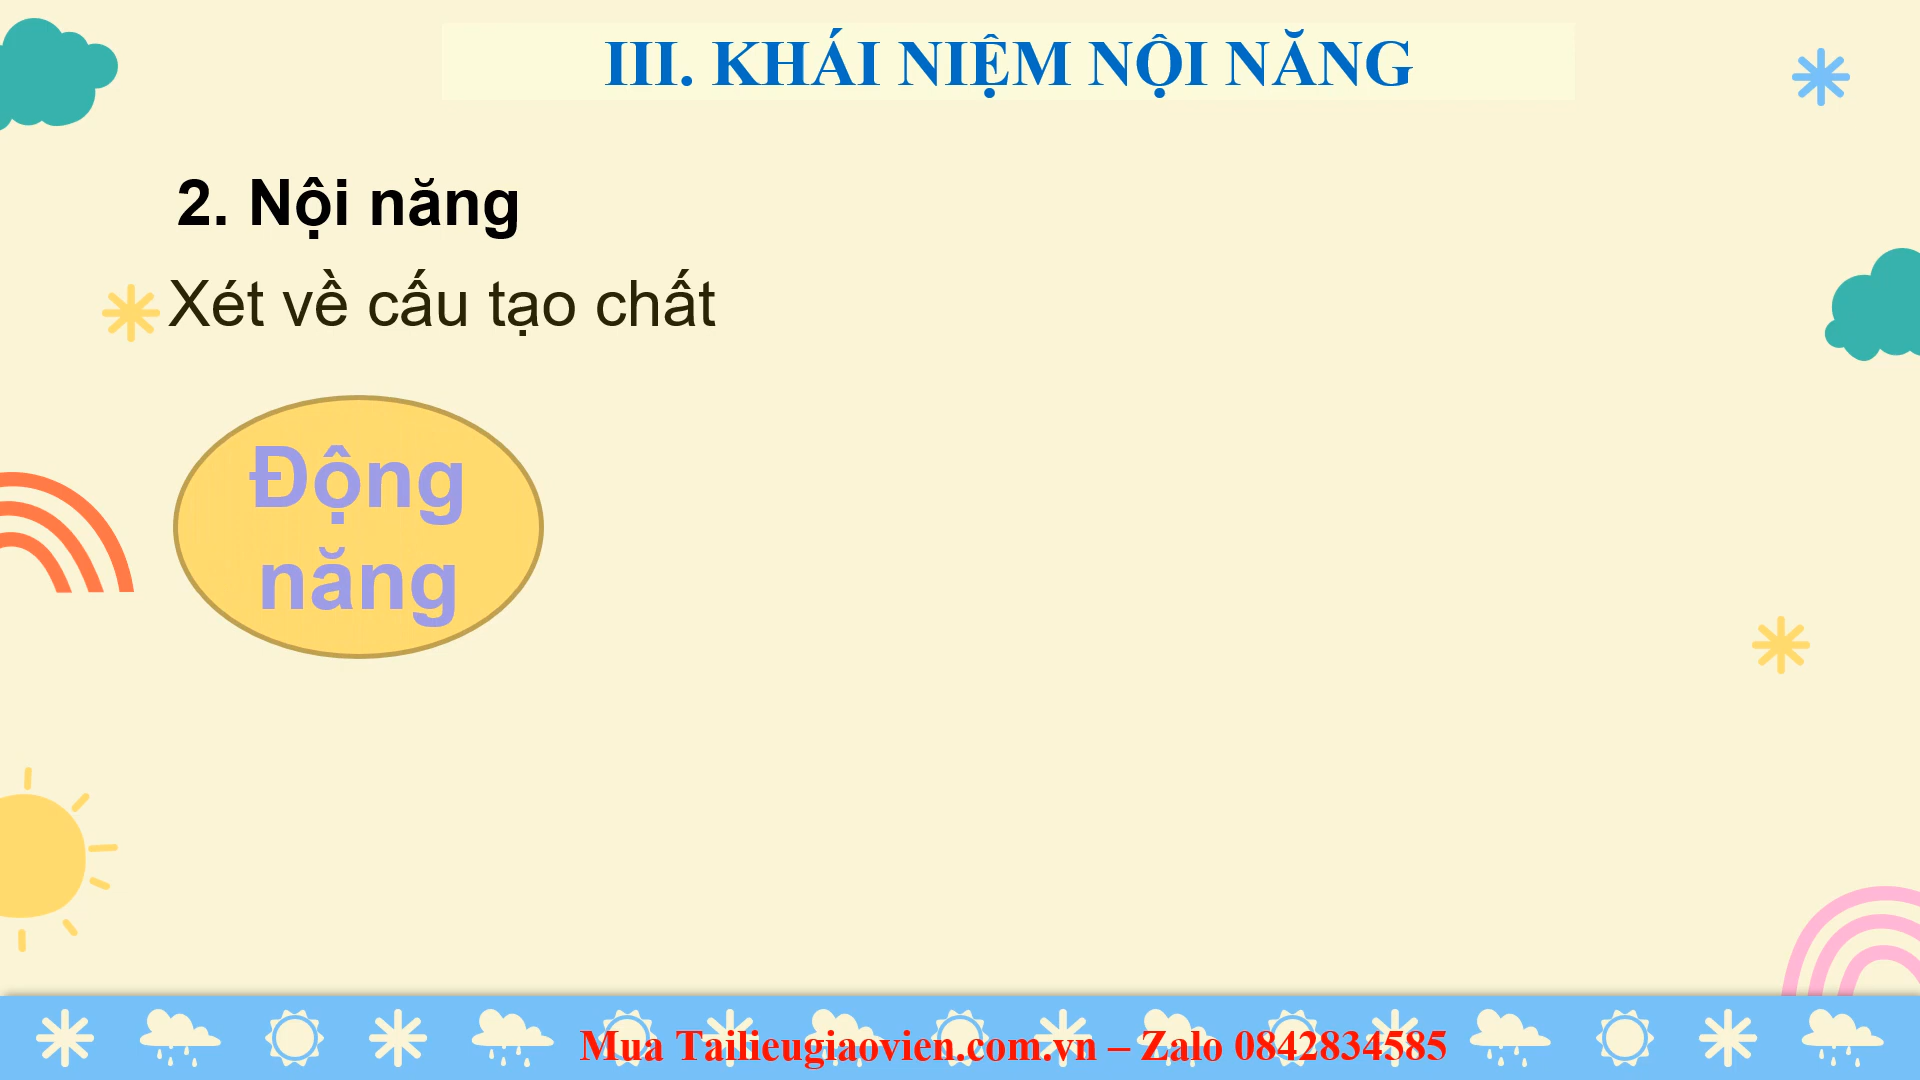 III. KHÁI NIỆM NỘI NĂNG
2. Nội năng
Xét về cấu tạo chất
Động
năng
Mua Tailieugiaovien.com.vn – Zalo 0842834585